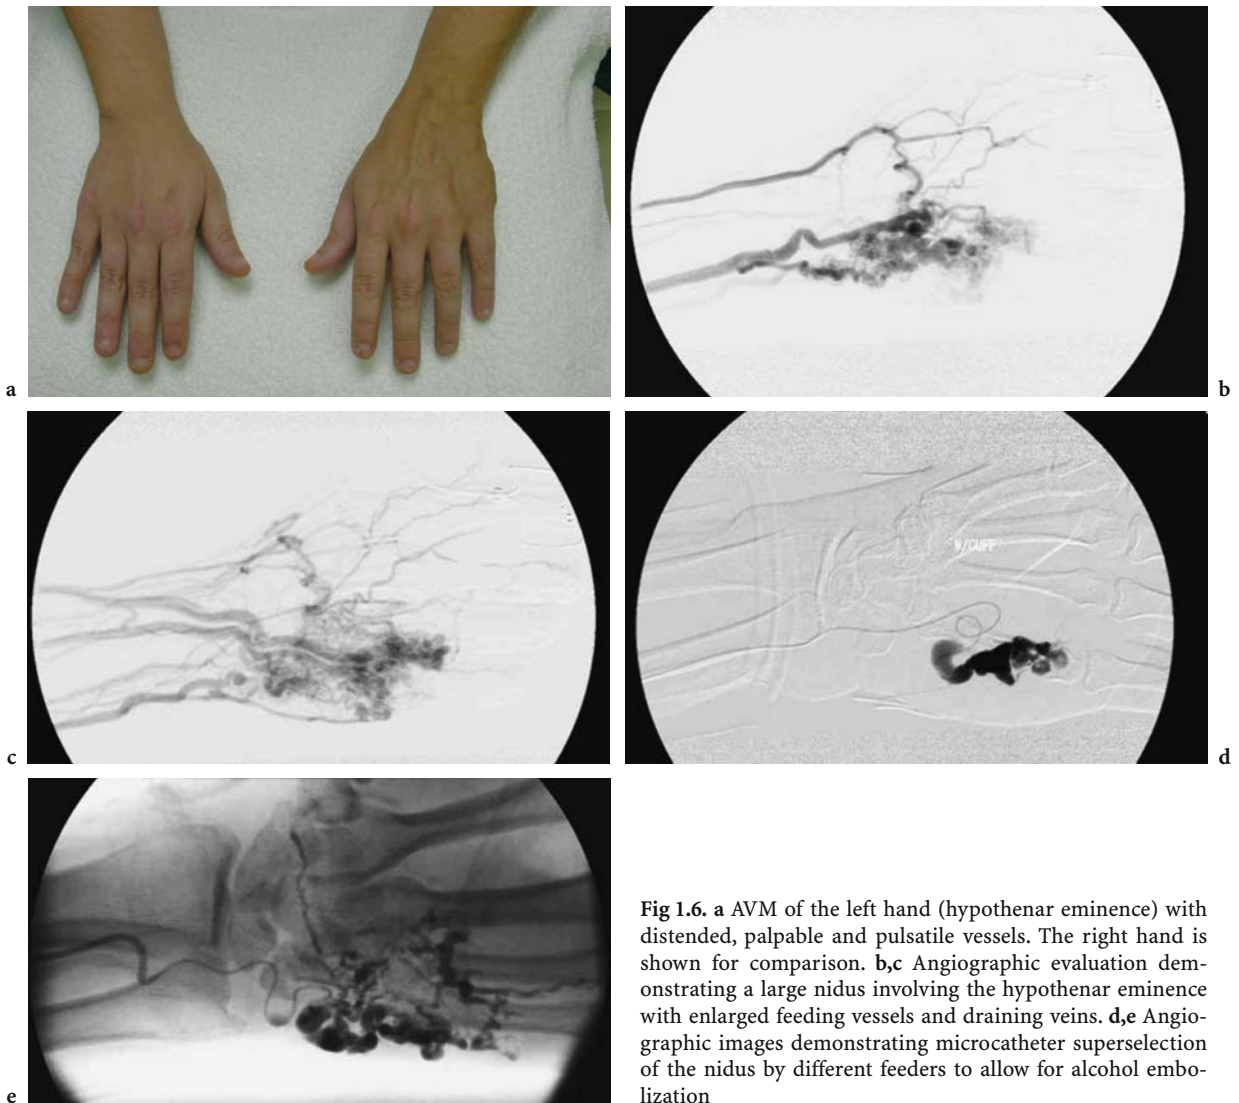 a
b
c
W/CUFF
d
e
Fig 1.6. a AVM of the left hand (hypothenar eminence) with
distended, palpable and pulsatile vessels. The right hand is
shown for comparison. b,c Angiographic evaluation dem-
onstrating a large nidus involving the hypothenar eminence
with enlarged feeding vessels and draining veins. d,e Angio-
graphic images demonstrating microcatheter superselection
of the nidus by different feeders to allow for alcohol embo-
lization